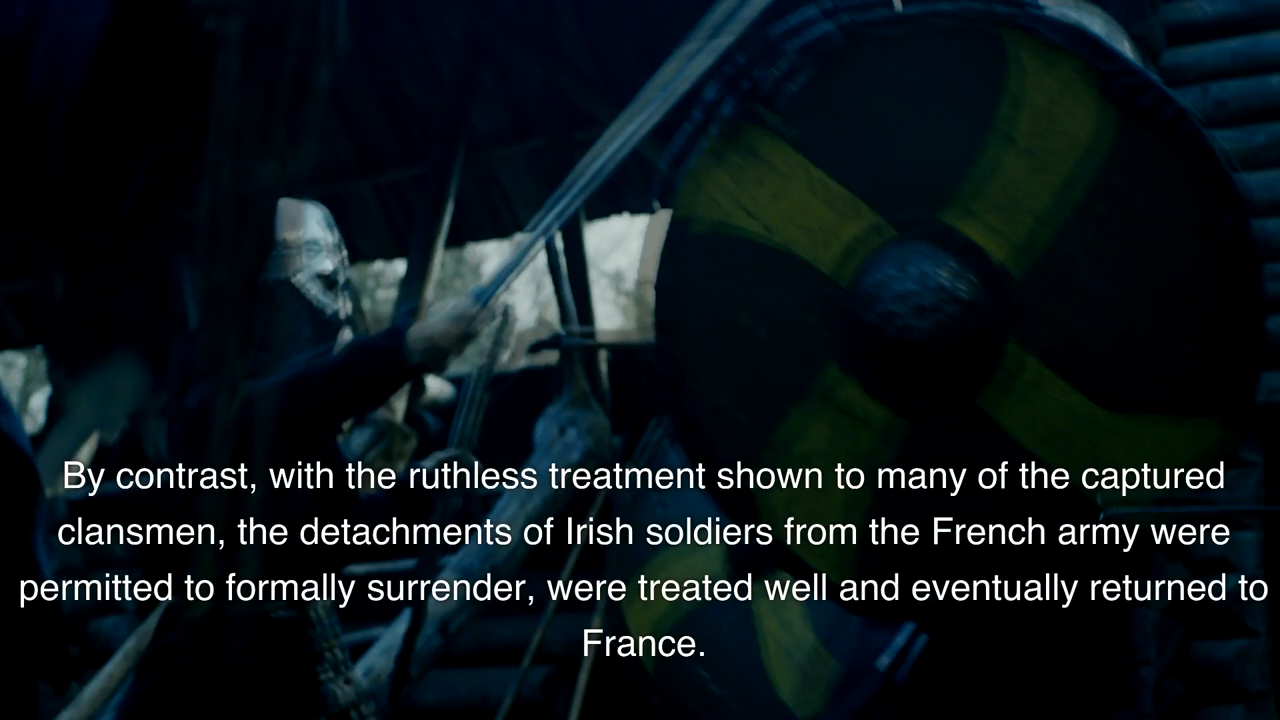 By contrast, with the ruthless treatment shown to many of the captured
clansmen, the detachments of Irish soldiers from the French army were
permitted to formally surrender, were treated well and eventually returned to
France.